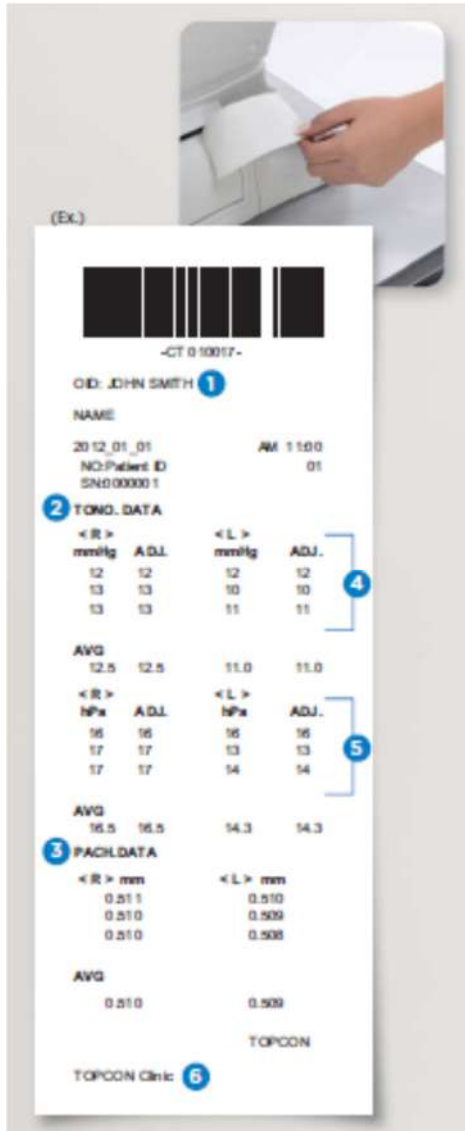 (Ex.)
-CT 010017-
OID: JOHN SMITH 1
NAME
2012_01_01 AM 11:00
NO:Patient ID 01
SN:0000001
2 TONO. DATA
<R> <L>
mmHg ADJ. mmHg ADJ.
12 12 12 12
13 13 10 10
13 13 11 11
4
AVG
12.5 12.5 11.0 11.0
<R> <L>
hPa ADJ. hPa ADJ.
16 16 16 16
17 17 13 13
17 17 14 14
5
AVG
16.5 16.5 14.3 14.3
3 PACH.DATA
<R> mm <L> mm
0.511 0.510
0.510 0.509
0.510 0.508
AVG
0.510 0.509
TOPCON
TOPCON Clinic 6